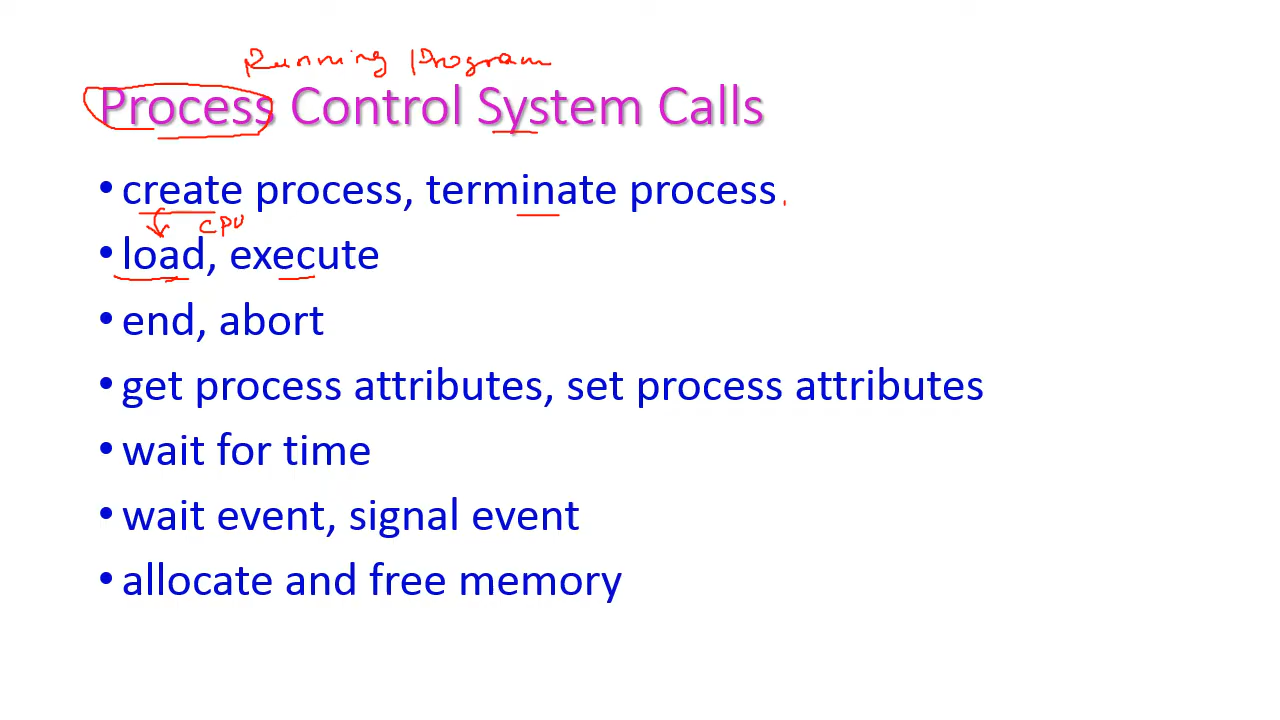 Running Program
Process Control System Calls
• create process, terminate process
CPU
• load, execute
• end, abort
• get process attributes, set process attributes
• wait for time
• wait event, signal event
• allocate and free memory